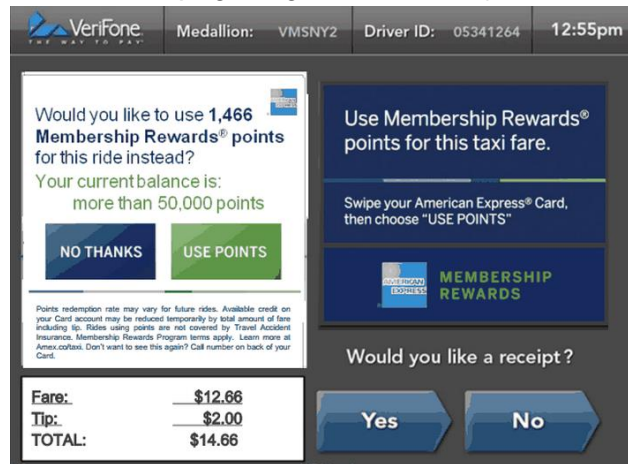 VeriFone
THE WAY TO PAY
Medallion: VMSNY2
Driver ID: 05341264
12:55pm
AMERICAN EXPRESS
Would you like to use 1,466
Membership Rewards® points
for this ride instead?
Your current balance is:
more than 50,000 points
NO THANKS
USE POINTS
Points redemption rate may vary for future rides. Available credit on
your Card account may be reduced temporarily by total amount of fare
including tip. Rides using points are not covered by Travel Accident
Insurance. Membership Rewards Program terms apply. Learn more at
Amex.co/taxi. Don't want to see this again? Call number on back of your
Card.
Fare: $12.66
Tip: $2.00
TOTAL: $14.66
Use Membership Rewards®
points for this taxi fare.
Swipe your American Express® Card,
then choose "USE POINTS"
AMERICAN
EXPRESS
MEMBERSHIP
REWARDS
Would you like a receipt?
Yes
No